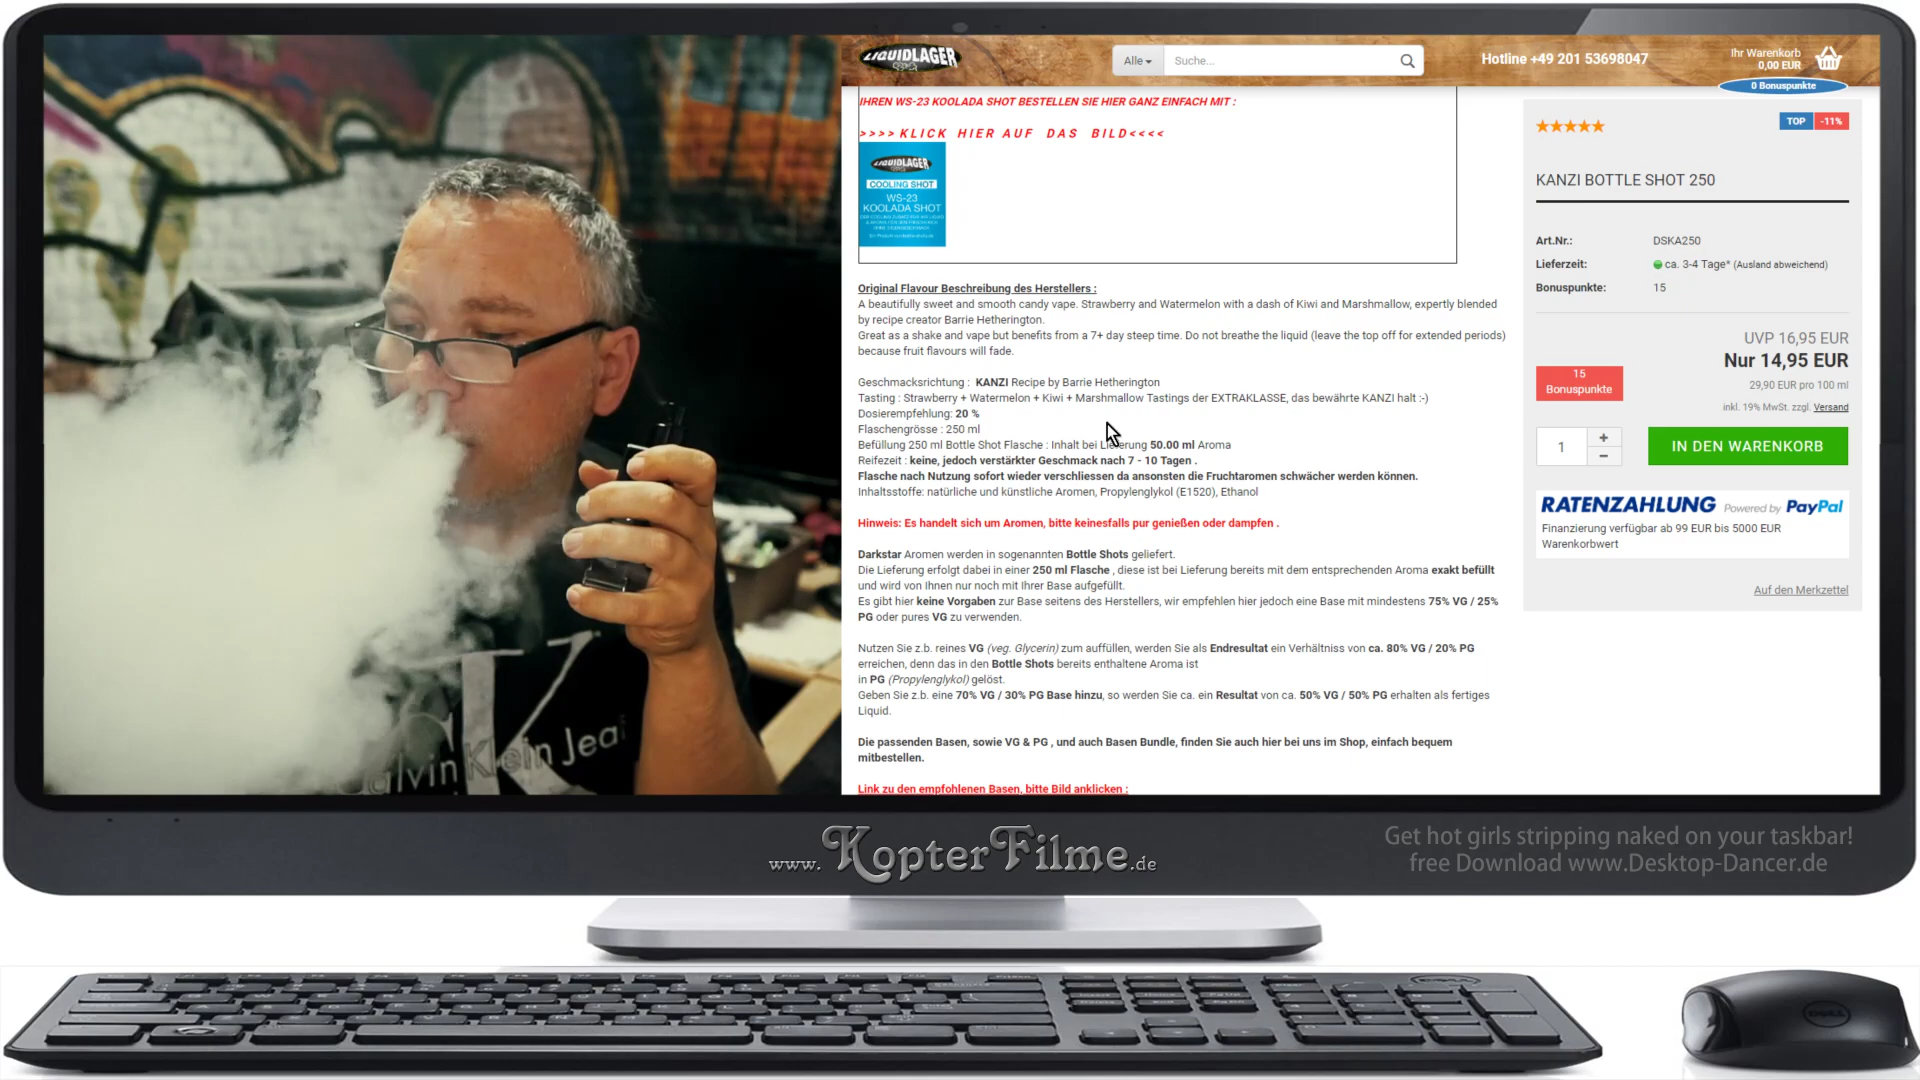 LIQUIDLAGER
Alle
Suche...
Hotline +49 201 53698047
Ihr Warenkorb
0,00 EUR
0 Bonuspunkte
IHREN WS-23 KOOLADA SHOT BESTELLEN SIE HIER GANZ EINFACH MIT :
>>>> KLICK HIER AUF DAS BILD<<<<
LIQUIDLAGER
COOLING SHOT
WS-23
KOOLADA SHOT
Original Flavour Beschreibung des Herstellers :
A beautifully sweet and smooth candy vape. Strawberry and Watermelon with a dash of Kiwi and Marshmallow, expertly blended
by recipe creator Barrie Hetherington.
Great as a shake and vape but benefits from a 7+ day steep time. Do not breathe the liquid (leave the top off for extended periods)
because fruit flavours will fade.
Geschmacksrichtung : KANZI Recipe by Barrie Hetherington
Tasting : Strawberry + Watermelon + Kiwi + Marshmallow Tastings der EXTRAKLASSE, das bewährte KANZI halt :-)
Dosierempfehlung: 20 %
Flaschengrösse : 250 ml
Befüllung 250 ml Bottle Shot Flasche : Inhalt bei Lieferung 50.00 ml Aroma
Reifezeit : keine, jedoch verstärkter Geschmack nach 7 - 10 Tagen .
Flasche nach Nutzung sofort wieder verschliessen da ansonsten die Fruchtaromen schwächer werden können.
Inhaltsstoffe: natürliche und künstliche Aromen, Propylenglykol (E1520), Ethanol
Hinweis: Es handelt sich um Aromen, bitte keinesfalls pur genießen oder dampfen .
Darkstar Aromen werden in sogenannten Bottle Shots geliefert.
Die Lieferung erfolgt dabei in einer 250 ml Flasche , diese ist bei Lieferung bereits mit dem entsprechenden Aroma exakt befüllt
und wird von Ihnen nur noch mit Ihrer Base aufgefüllt.
Es gibt hier keine Vorgaben zur Base seitens des Herstellers, wir empfehlen hier jedoch eine Base mit mindestens 75% VG / 25%
PG oder pures VG zu verwenden.
Nutzen Sie z.b. reines VG (veg. Glycerin) zum auffüllen, werden Sie als Endresultat ein Verhältniss von ca. 80% VG / 20% PG
erreichen, denn das in den Bottle Shots bereits enthaltene Aroma ist
in PG (Propylenglykol) gelöst.
Geben Sie z.b. eine 70% VG / 30% PG Base hinzu, so werden Sie ca. ein Resultat von ca. 50% VG / 50% PG erhalten als fertiges
Liquid.
Die passenden Basen, sowie VG & PG , und auch Basen Bundle, finden Sie auch hier bei uns im Shop, einfach bequem
mitbestellen.
Link zu den empfohlenen Basen, bitte Bild anklicken :
TOP -11%
KANZI BOTTLE SHOT 250
Art.Nr.: DSKA250
Lieferzeit: ca. 3-4 Tage* (Ausland abweichend)
Bonuspunkte: 15
UVP 16,95 EUR
Nur 14,95 EUR
15
Bonuspunkte
29,90 EUR pro 100 ml
inkl. 19% MwSt. zzgl. Versand
1 + −
IN DEN WARENKORB
RATENZAHLUNG Powered by PayPal
Finanzierung verfügbar ab 99 EUR bis 5000 EUR
Warenkorbwert
Auf den Merkzettel
CK
Calvin Klein Jeans
www.KopterFilme.de
Get hot girls stripping naked on your taskbar!
free Download www.Desktop-Dancer.de
DELL